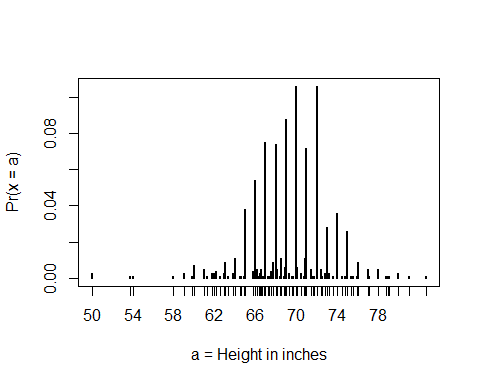 Pr(x = a)
0.08
0.04
0.00
50 54 58 62 66 70 74 78
a = Height in inches